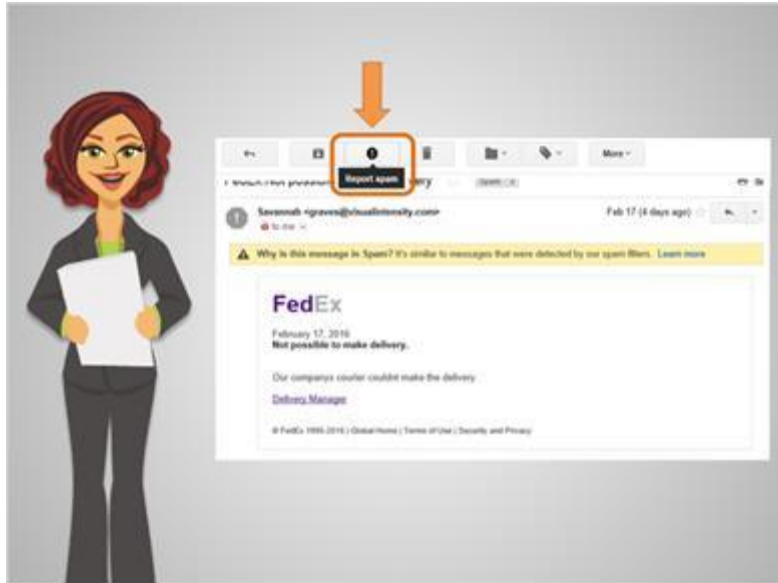 More
Report spam
Spam x
Savannah <graves@visualintensity.com>
Feb 17 (4 days ago)
to me
Why is this message in Spam? It's similar to messages that were detected by our spam filters. Learn more
FedEx
February 17, 2016
Not possible to make delivery.
Our companys courier couldnt make the delivery
Delivery Manager
© FedEx 1995-2016 | Global Home | Terms of Use | Security and Privacy